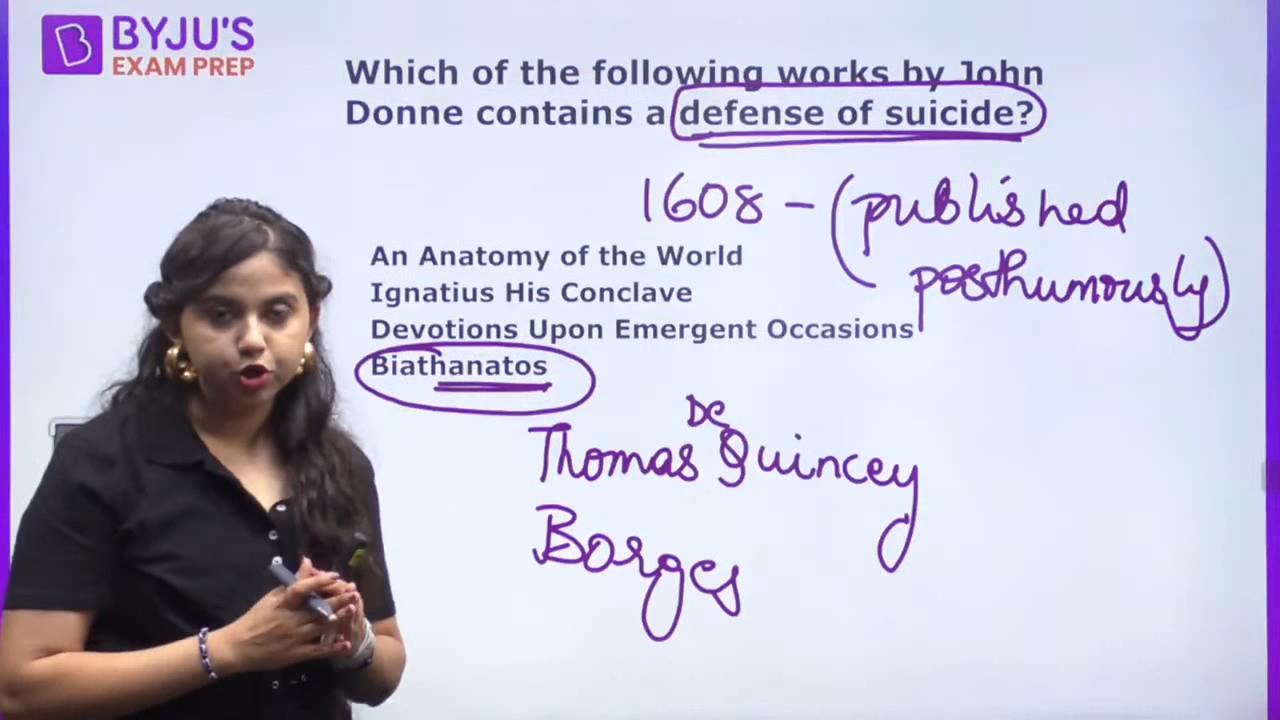 BYJU'S
EXAM PREP
Which of the following works by John
Donne contains a defense of suicide?
1608 - (published
posthumously)
An Anatomy of the World
Ignatius His Conclave
Devotions Upon Emergent Occasions
Biathanatos
Thomas De Quincey
Borges